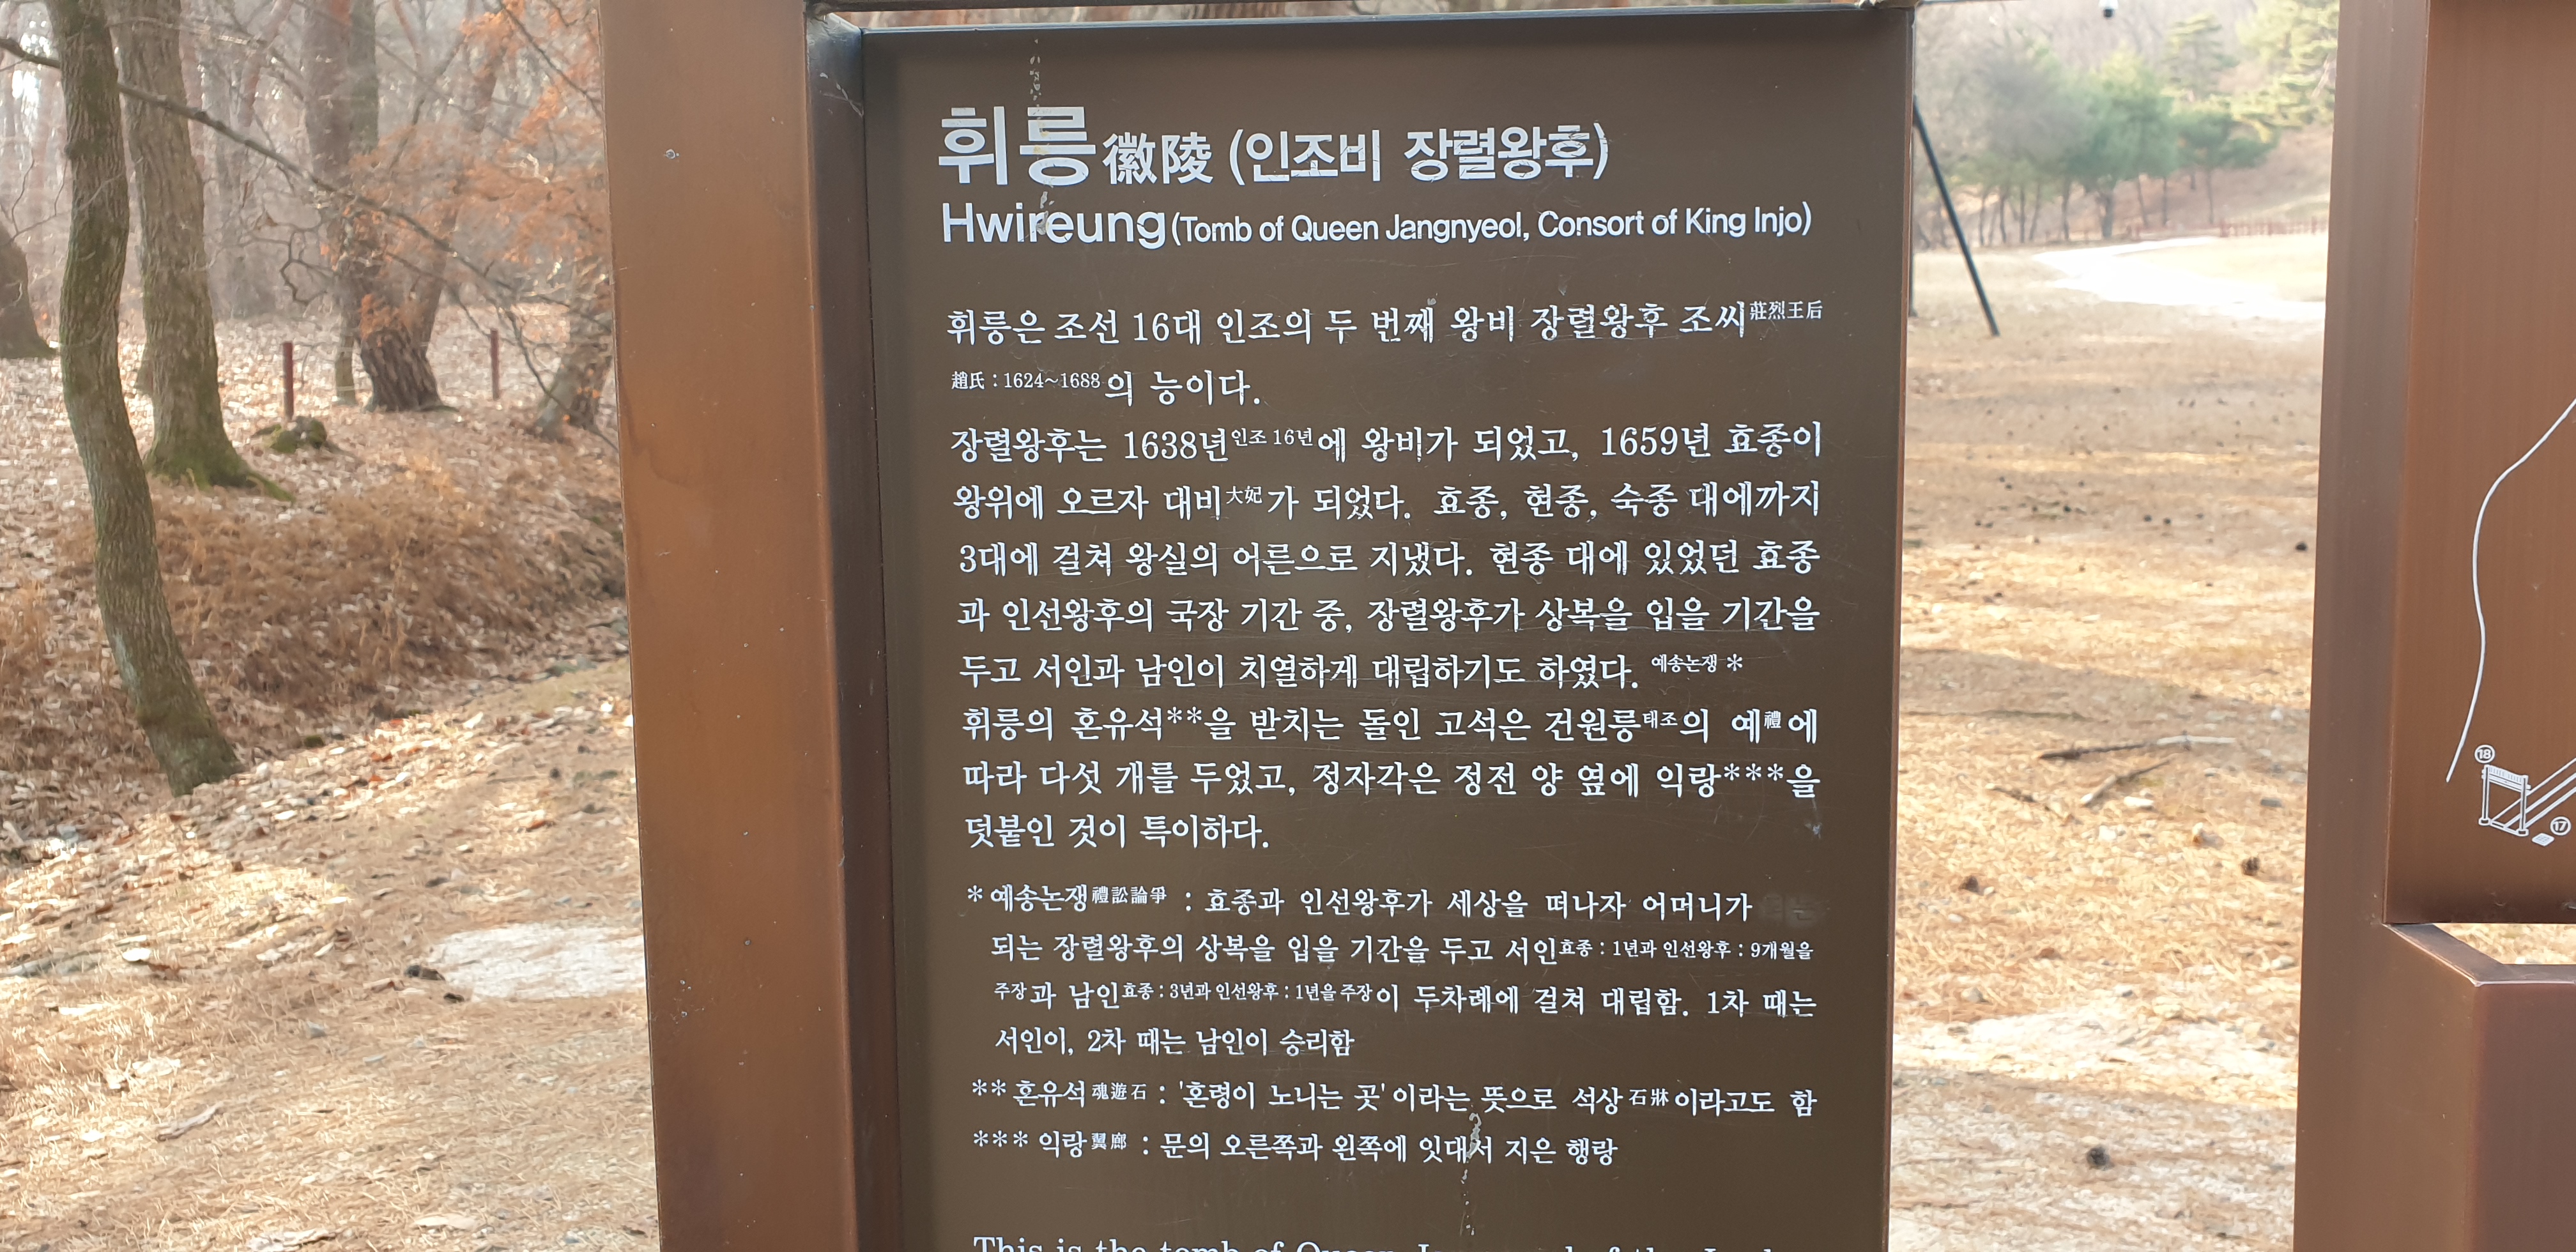 휘릉徽陵 (인조비 장렬왕후)
Hwireung(Tomb of Queen Jangnyeol, Consort of King Injo)
휘릉은 조선 16대 인조의 두 번째 왕비 장렬왕후 조씨莊烈王后
趙氏 : 1624~1688의 능이다.
장렬왕후는 1638년인조 16년에 왕비가 되었고, 1659년 효종이
왕위에 오르자 대비大妃가 되었다. 효종, 현종, 숙종 대에까지
3대에 걸쳐 왕실의 어른으로 지냈다. 현종 대에 있었던 효종
과 인선왕후의 국장 기간 중, 장렬왕후가 상복을 입을 기간을
두고 서인과 남인이 치열하게 대립하기도 하였다. 예송논쟁 *
휘릉의 혼유석**을 받치는 돌인 고석은 건원릉태조의 예禮에
따라 다섯 개를 두었고, 정자각은 정전 양 옆에 익랑***을
덧붙인 것이 특이하다.
* 예송논쟁禮訟論爭 : 효종과 인선왕후가 세상을 떠나자 어머니가
되는 장렬왕후의 상복을 입을 기간을 두고 서인효종 : 1년과 인선왕후 : 9개월을
주장과 남인효종 : 3년과 인선왕후 : 1년을 주장이 두차례에 걸쳐 대립함. 1차 때는
서인이, 2차 때는 남인이 승리함
** 혼유석魂遊石 : '혼령이 노니는 곳'이라는 뜻으로 석상石牀이라고도 함
*** 익랑翼廊 : 문의 오른쪽과 왼쪽에 잇대서 지은 행랑
This is the tomb of Queen
18
17